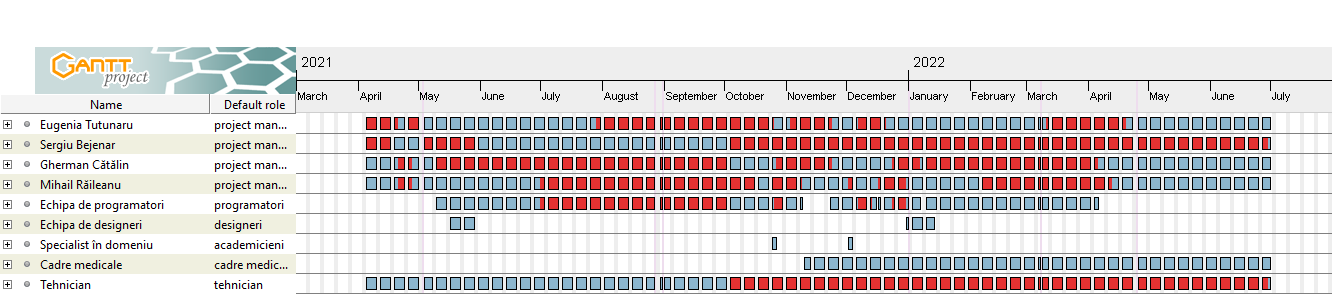 2021 2022
GANTT
project
March April May June July August September October November December January February March April May June July
Name Default role
Eugenia Tutunaru project man...
Sergiu Bejenar project man...
Gherman Cătălin project man...
Mihail Răileanu project man...
Echipa de programatori programatori
Echipa de designeri designeri
Specialist în domeniu academicieni
Cadre medicale cadre medic...
Tehnician tehnician